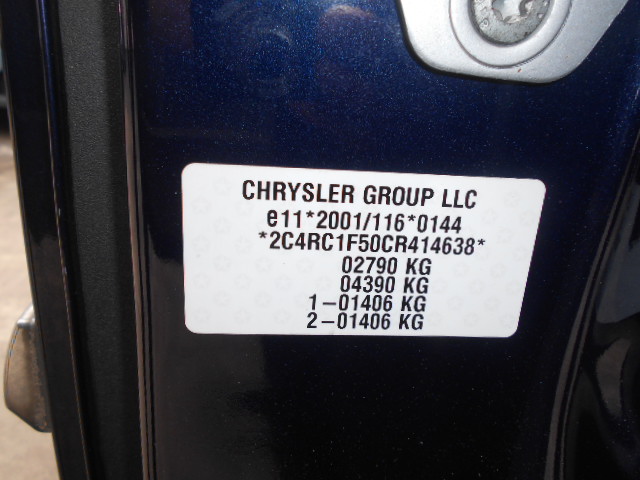 CHRYSLER GROUP LLC
e11*2001/116*0144
*2C4RC1F50CR414638*
02790 KG
04390 KG
1-01406 KG
2-01406 KG